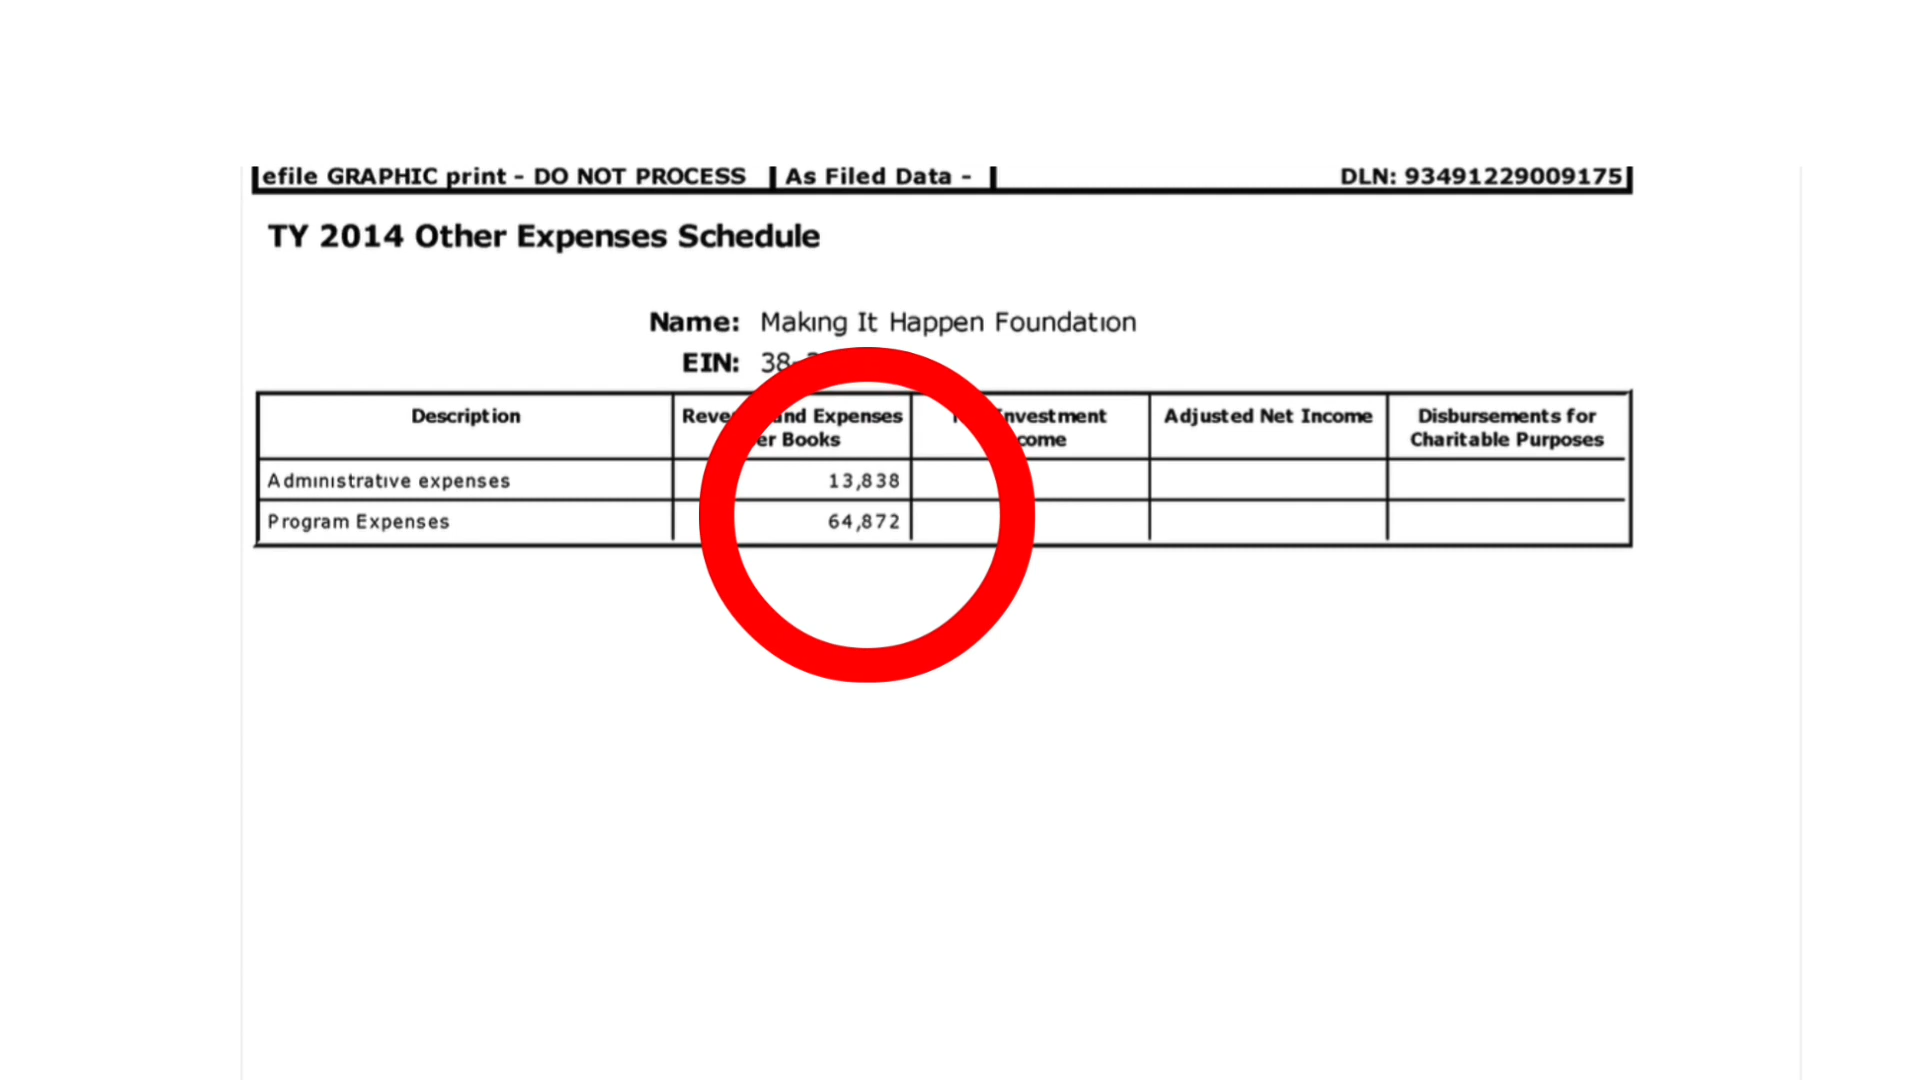 efile GRAPHIC print - DO NOT PROCESS As Filed Data - DLN: 93491229009175
TY 2014 Other Expenses Schedule
Name: Making It Happen Foundation
EIN: 38-
Description and Expenses Adjusted Net Income Disbursements for
Books Charitable Purposes
Administrative expenses 13,838
Program Expenses 64,872